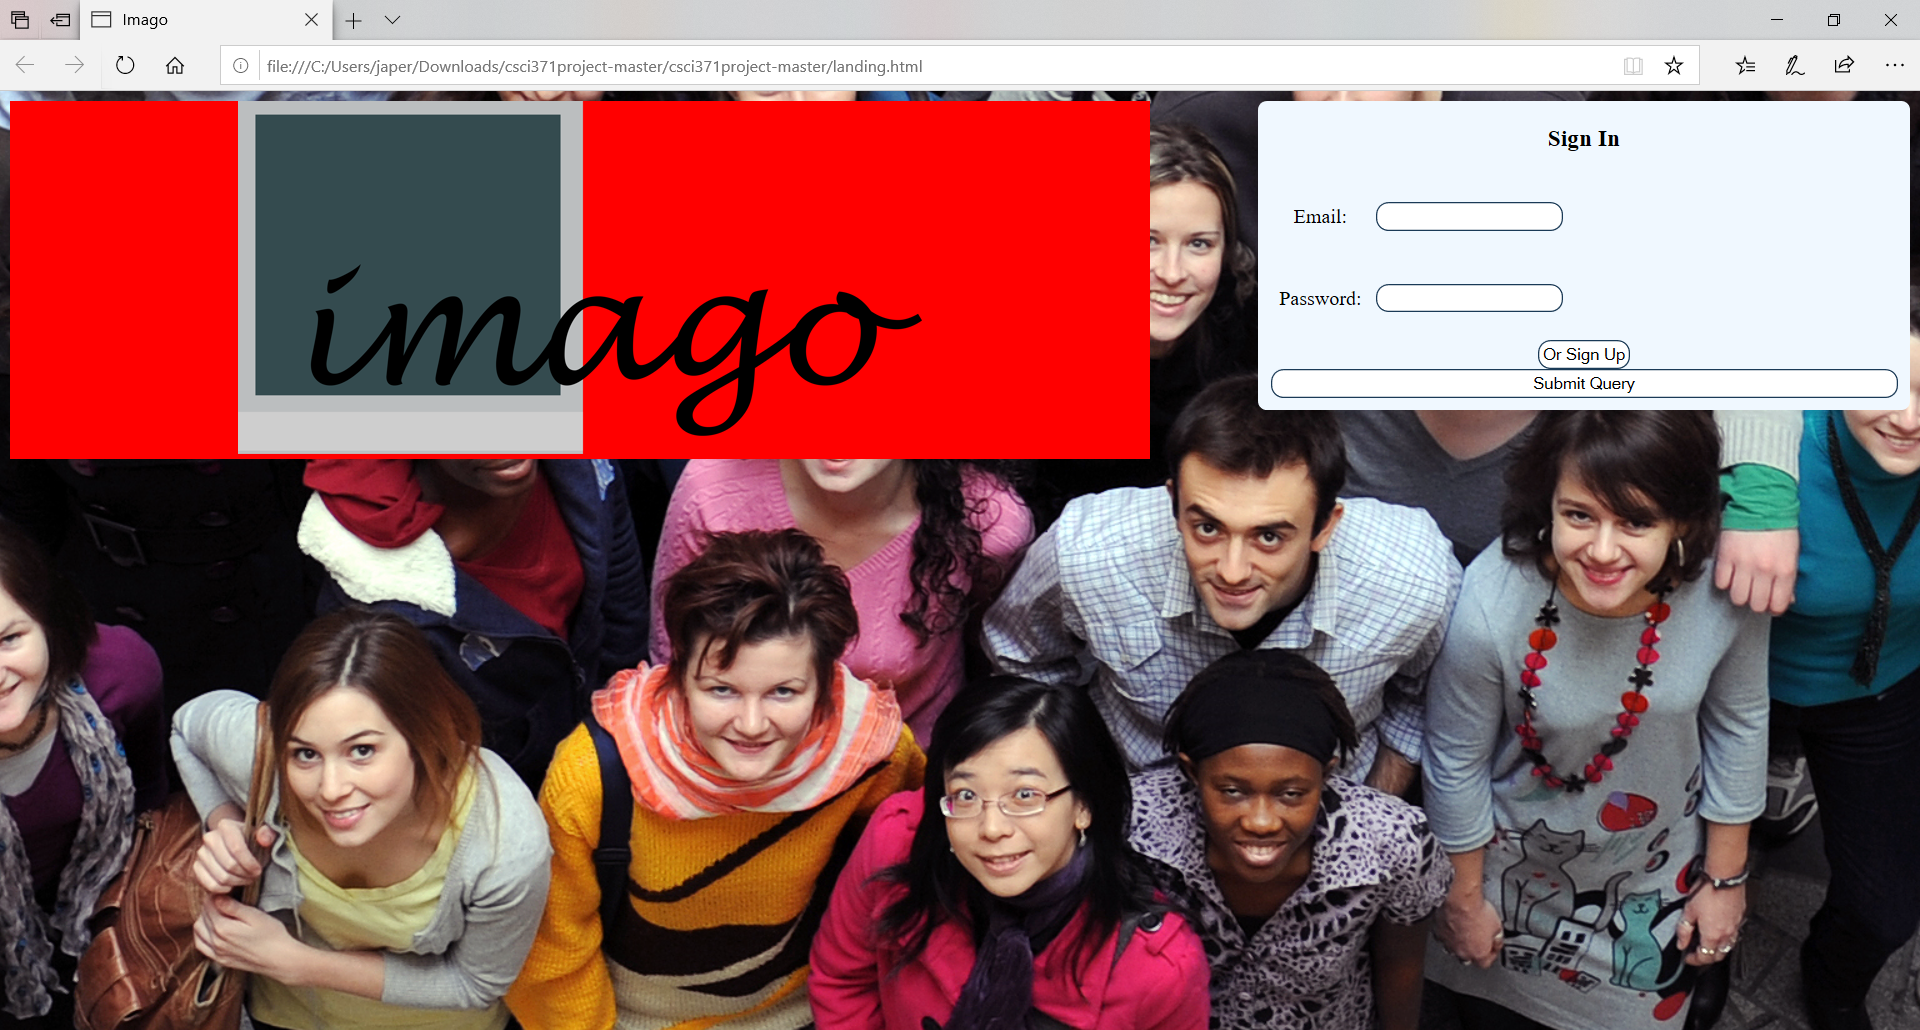 Imago
file:///C:/Users/japer/Downloads/csci371project-master/csci371project-master/landing.html
imago
Sign In
Email:
Password:
Or Sign Up
Submit Query